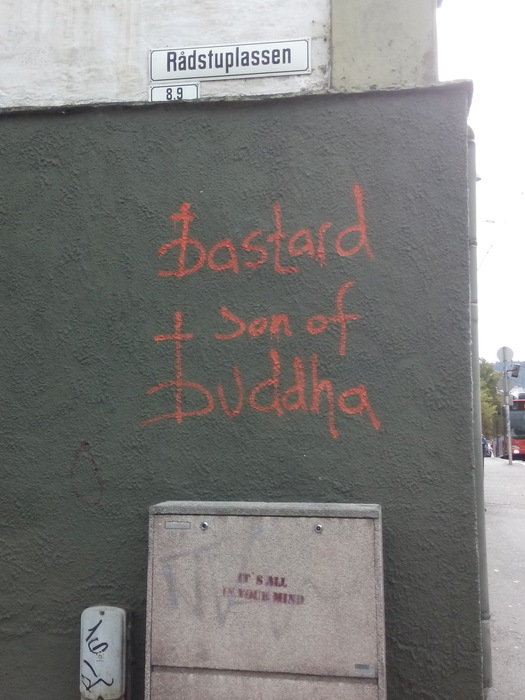 Rådstuplassen
8.9
Bastard
son of
buddha
IT'S ALL
IN YOUR MIND